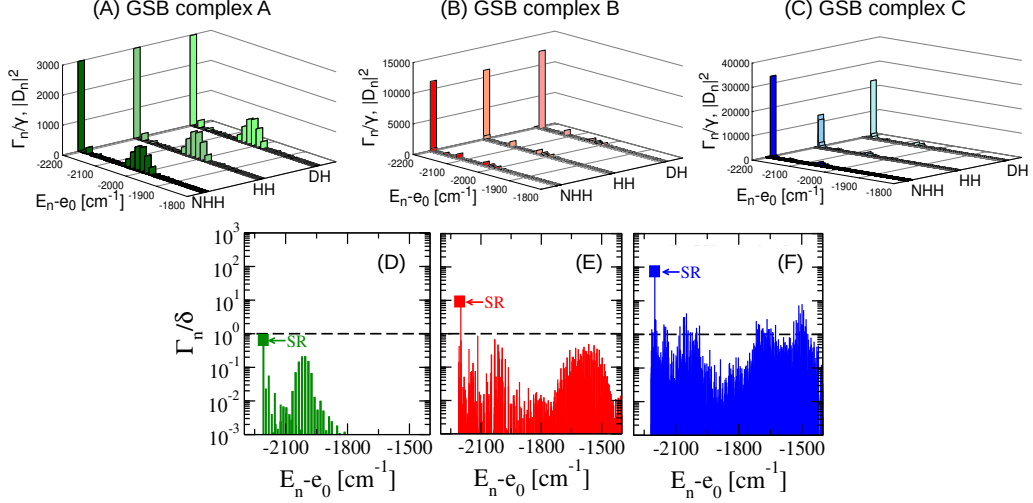 (A) GSB complex A
(B) GSB complex B
(C) GSB complex C
Γn/γ, |Dn|²
3000
2000
1000
0
-2200
-2100
-2000
-1900
-1800
En-e0 [cm-1]
NHH
HH
DH
Γn/γ, |Dn|²
15000
10000
5000
0
-2200
-2100
-2000
-1900
-1800
En-e0 [cm-1]
NHH
HH
DH
Γn/γ, |Dn|²
40000
30000
20000
10000
0
-2200
-2100
-2000
-1900
-1800
En-e0 [cm-1]
NHH
HH
DH
Γn/δ
10³
10²
10¹
10⁰
10⁻¹
10⁻²
10⁻³
(D)
SR
-2100
-1800
-1500
En-e0 [cm-1]
(E)
SR
-2100
-1800
-1500
En-e0 [cm-1]
(F)
SR
-2100
-1800
-1500
En-e0 [cm-1]